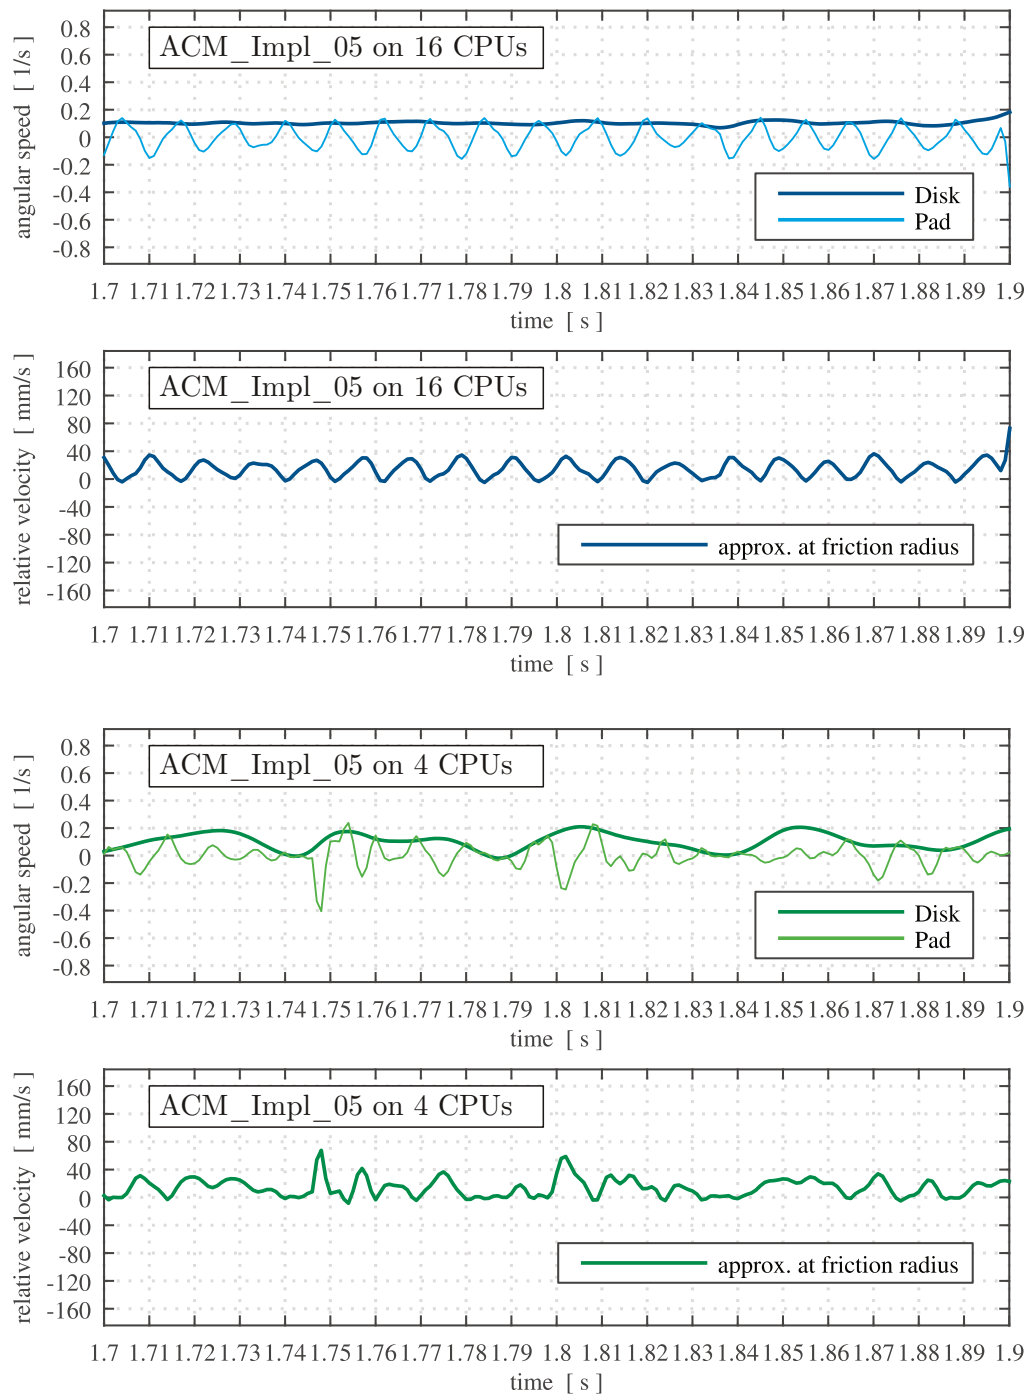 ACM_Impl_05 on 16 CPUs
angular speed [ 1/s ]
0.8
0.6
0.4
0.2
0
-0.2
-0.4
-0.6
-0.8
Disk
Pad
1.7 1.71 1.72 1.73 1.74 1.75 1.76 1.77 1.78 1.79 1.8 1.81 1.82 1.83 1.84 1.85 1.86 1.87 1.88 1.89 1.9
time [ s ]
ACM_Impl_05 on 16 CPUs
relative velocity [ mm/s ]
160
120
80
40
0
-40
-80
-120
-160
approx. at friction radius
1.7 1.71 1.72 1.73 1.74 1.75 1.76 1.77 1.78 1.79 1.8 1.81 1.82 1.83 1.84 1.85 1.86 1.87 1.88 1.89 1.9
time [ s ]
ACM_Impl_05 on 4 CPUs
angular speed [ 1/s ]
0.8
0.6
0.4
0.2
0
-0.2
-0.4
-0.6
-0.8
Disk
Pad
1.7 1.71 1.72 1.73 1.74 1.75 1.76 1.77 1.78 1.79 1.8 1.81 1.82 1.83 1.84 1.85 1.86 1.87 1.88 1.89 1.9
time [ s ]
ACM_Impl_05 on 4 CPUs
relative velocity [ mm/s ]
160
120
80
40
0
-40
-80
-120
-160
approx. at friction radius
1.7 1.71 1.72 1.73 1.74 1.75 1.76 1.77 1.78 1.79 1.8 1.81 1.82 1.83 1.84 1.85 1.86 1.87 1.88 1.89 1.9
time [ s ]